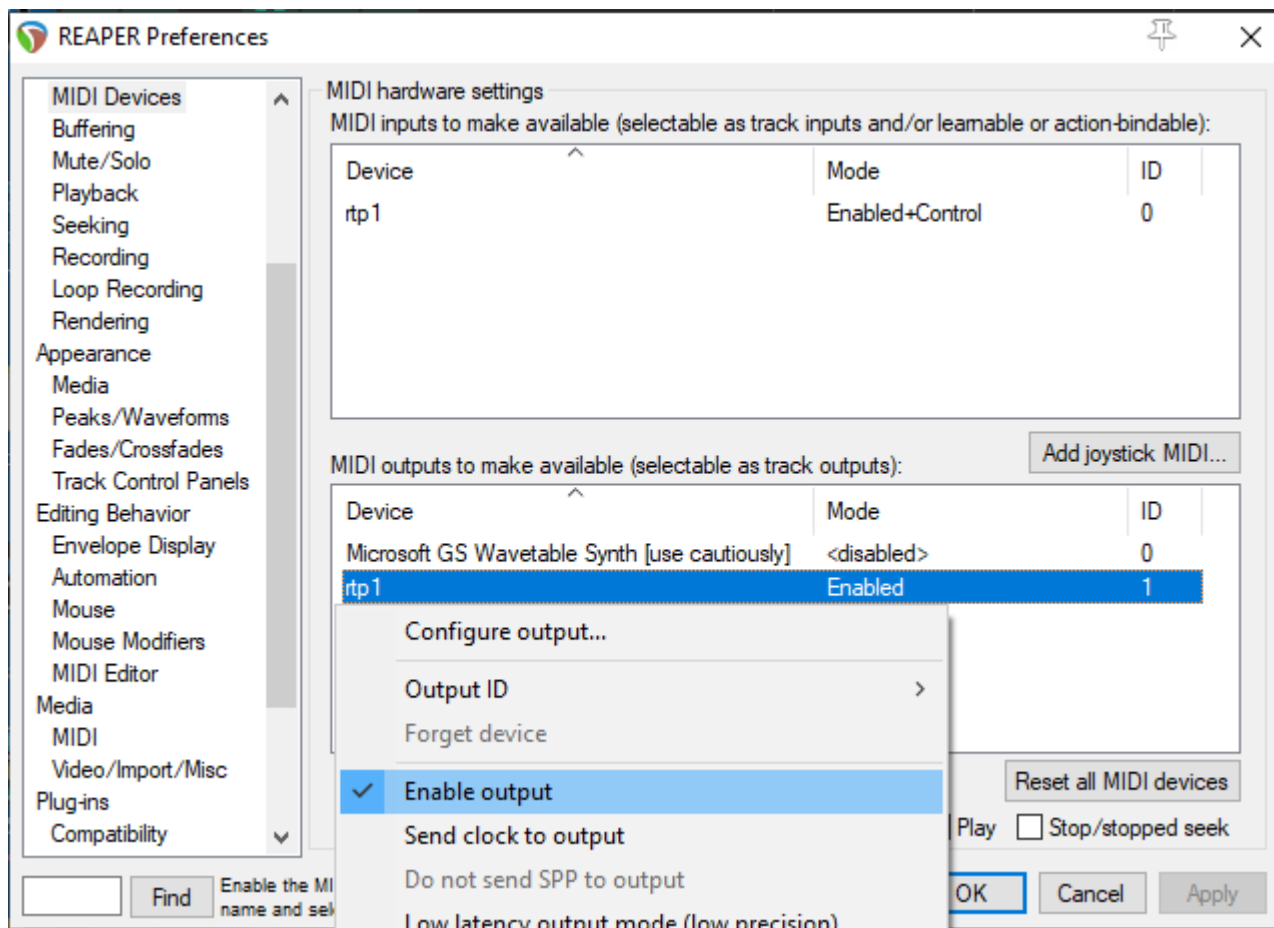 REAPER Preferences
MIDI Devices
Buffering
Mute/Solo
Playback
Seeking
Recording
Loop Recording
Rendering
Appearance
Media
Peaks/Waveforms
Fades/Crossfades
Track Control Panels
Editing Behavior
Envelope Display
Automation
Mouse
Mouse Modifiers
MIDI Editor
Media
MIDI
Video/Import/Misc
Plug-ins
Compatibility
MIDI hardware settings
MIDI inputs to make available (selectable as track inputs and/or learnable or action-bindable):
Device Mode ID
rtp1 Enabled+Control 0
Add joystick MIDI...
MIDI outputs to make available (selectable as track outputs):
Device Mode ID
Microsoft GS Wavetable Synth [use cautiously] <disabled> 0
rtp1 Enabled 1
Configure output...
Output ID
Forget device
Enable output
Send clock to output
Do not send SPP to output
Low latency output mode (low precision)
Reset all MIDI devices
Play Stop/stopped seek
Find
Enable the MI
name and sel
OK Cancel Apply